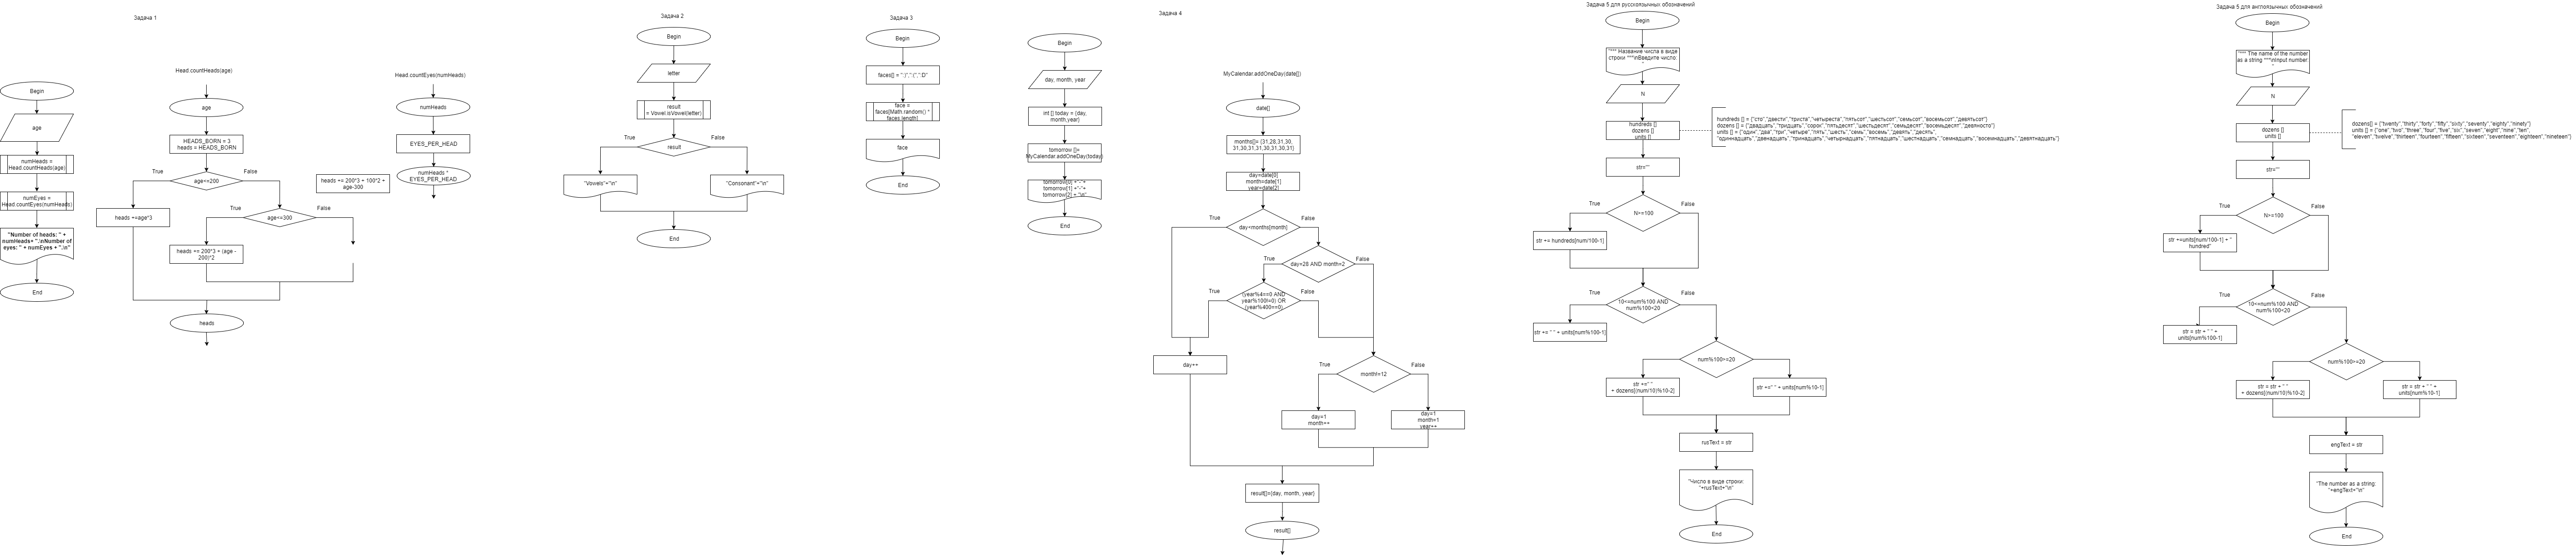 Задача 1
Begin
age
numHeads =
Head.countHeads(age)
numEyes =
Head.countEyes(numHeads)
"Number of heads: " +
numHeads+ ".\nNumber of
eyes: " + numEyes + ".\n"
End
Head.countHeads(age)
age
HEADS_BORN = 3
heads = HEADS_BORN
True
age<=200
False
heads +=age*3
True
age<=300
False
heads += 200*3 + 100*2 +
age-300
heads += 200*3 + (age -
200)*2
heads
Head.countEyes(numHeads)
numHeads
EYES_PER_HEAD
numHeads *
EYES_PER_HEAD
Задача 2
Begin
letter
result
= Vowel.isVowel(letter)
True
result
False
"Vowels"+"\n"
"Consonant"+"\n"
End
Задача 3
Begin
faces[] = ":)",":(",":D"
face =
faces[Math.random() *
faces.length]
face
End
Задача 4
Begin
day, month, year
int [] today = {day,
month,year}
tomorrow []=
MyCalendar.addOneDay(today)
tomorrow[0] +"-"+
tomorrow[1] +"-"+
tomorrow[2] + "\n"
End
MyCalendar.addOneDay(date[])
date[]
months[]= {31,28,31,30,
31,30,31,31,30,31,30,31}
day=date[0]
month=date[1]
year=date[2]
True
day<months[month]
False
True
day=28 AND month=2
False
True
(year%4==0 AND
year%100!=0) OR
(year%400==0)
False
day++
True
month!=12
False
day=1
month++
day=1
month=1
year++
result[]={day, month, year}
result[]
Задача 5 для русскоязычных обозначений
Begin
"*** Название числа в виде
строки ***\nВведите число:
"
N
hundreds []
dozens []
units []
hundreds [] = {"сто","двести","триста","четыреста","пятьсот","шестьсот","семьсот","восемьсот","девятьсот"}
dozens [] = {"двадцать","тридцать","сорок","пятьдесят","шестьдесят","семьдесят","восемьдесят","девяносто"}
units [] = {"один","два","три","четыре","пять","шесть","семь","восемь","девять","десять",
"одиннадцать","двенадцать","тринадцать","четырнадцать","пятнадцать","шестнадцать","семнадцать","восемнадцать","девятнадцать"}
str=""
True
N>=100
False
str += hundreds[num/100-1]
True
10<=num%100 AND
num%100<20
False
str += " " + units[num%100-1]
num%100>=20
str +=" "
+ dozens[(num/10)%10-2]
str +=" " + units[num%10-1]
rusText = str
"Число в виде строки:
"+rusText+"\n"
End
Задача 5 для англоязычных обозначений
Begin
"*** The name of the number
as a string ***\nInput number:
"
N
dozens []
units []
dozens[] = {"twenty","thirty","forty","fifty","sixty","seventy","eighty","ninety"}
units [] = {"one","two","three","four","five","six","seven","eight","nine","ten",
"eleven","twelve","thirteen","fourteen","fifteen","sixteen","seventeen","eighteen","nineteen"}
str=""
True
N>=100
False
str +=units[num/100-1] + "
hundred"
True
10<=num%100 AND
num%100<20
False
str = str + " " +
units[num%100-1]
num%100>=20
str = str + " "
+ dozens[(num/10)%10-2]
str = str + " " +
units[num%10-1]
engText = str
"The number as a string:
"+engText+"\n"
End